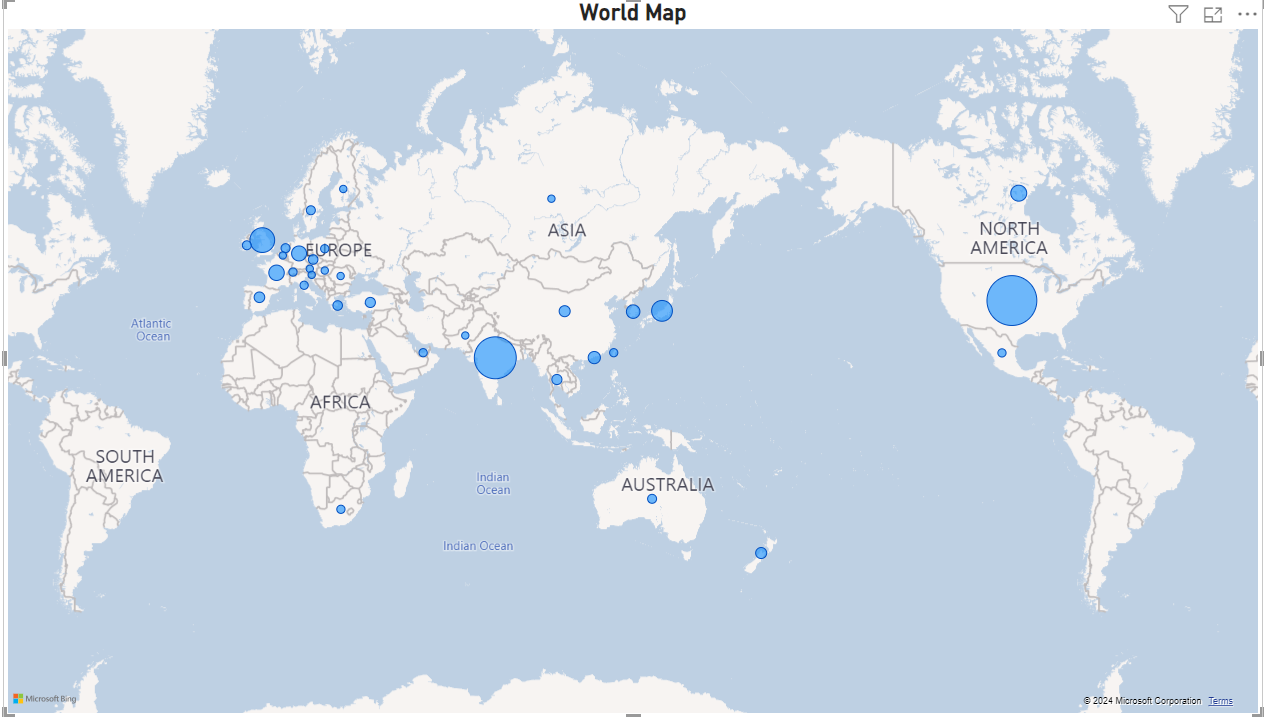 World Map
ASIA
NORTH
AMERICA
EUROPE
Atlantic
Ocean
AFRICA
SOUTH
AMERICA
Indian
Ocean
AUSTRALIA
Indian Ocean
Microsoft Bing
© 2024 Microsoft Corporation Terms